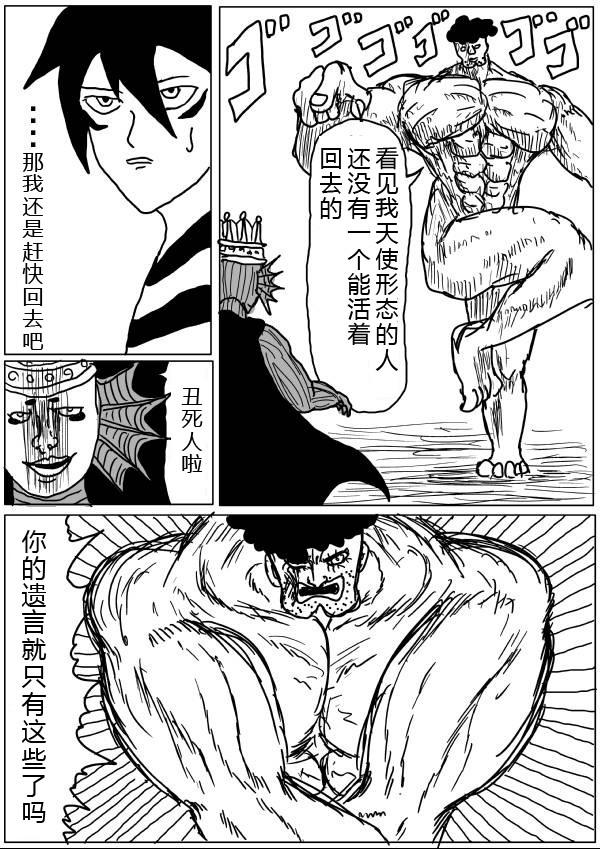 ゴゴゴゴゴゴ
看见我天使形态的人
还没有一个能活着
回去的
....那我还是赶快回去吧
丑死人啦
你的遗言就只有这些了吗